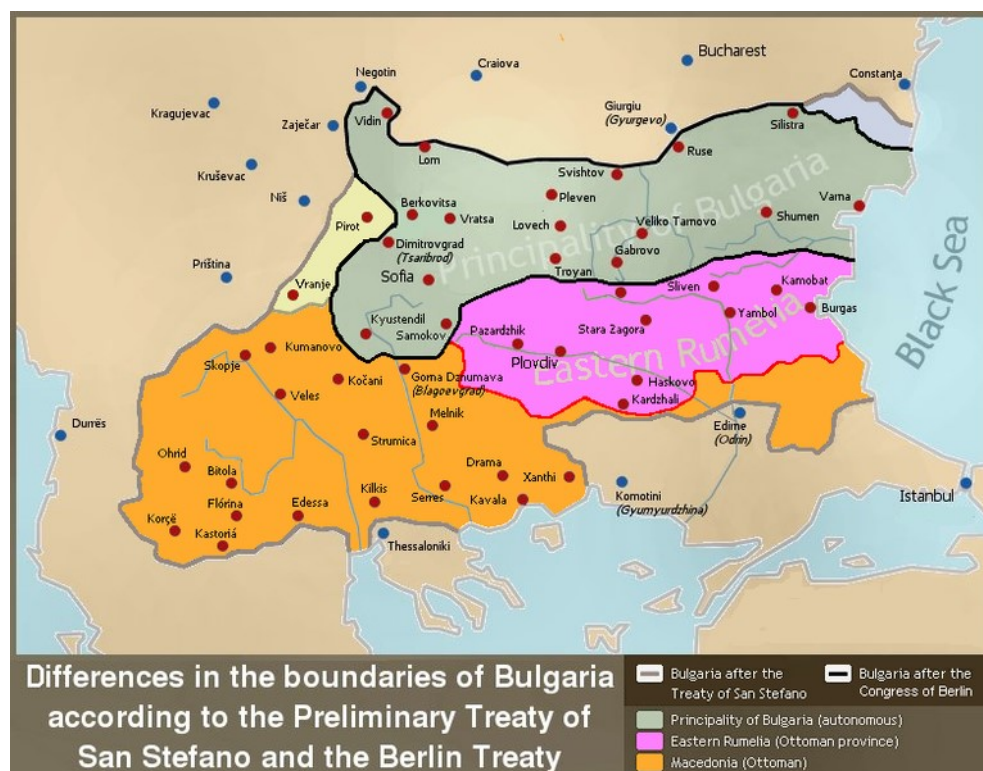 Bucharest
Craiova
Negotin
Constanţa
Kragujevac
Giurgiu
(Gyurgevo)
Zaječar
Vidin
Silistra
Ruse
Lom
Kruševac
Svishtov
Principality of Bulgaria
Niš
Pleven
Berkovitsa
Vratsa
Varna
Pirot
Lovech
Veliko Tarnovo
Shumen
Dimitrovgrad
(Tsaribrod)
Gabrovo
Black Sea
Priština
Sofia
Troyan
Vranje
Sliven
Karnobat
Kyustendil
Samokov
Pazardzhik
Stara Zagora
Yambol
Burgas
Eastern Rumelia
Skopje
Kumanovo
Plovdiv
Kočani
Gorna Dzhumaya
(Blagoevgrad)
Haskovo
Veles
Kardzhali
Melnik
Durrës
Strumica
Edirne
(Odrin)
Ohrid
Bitola
Drama
Xanthi
Serres
Kavala
Komotini
(Gyumyurdzhina)
Istanbul
Flórina
Edessa
Kilkis
Korçë
Kastoriá
Thessaloniki
Differences in the boundaries of Bulgaria
according to the Preliminary Treaty of
San Stefano and the Berlin Treaty
Bulgaria after the
Treaty of San Stefano
Bulgaria after the
Congress of Berlin
Principality of Bulgaria (autonomous)
Eastern Rumelia (Ottoman province)
Macedonia (Ottoman)